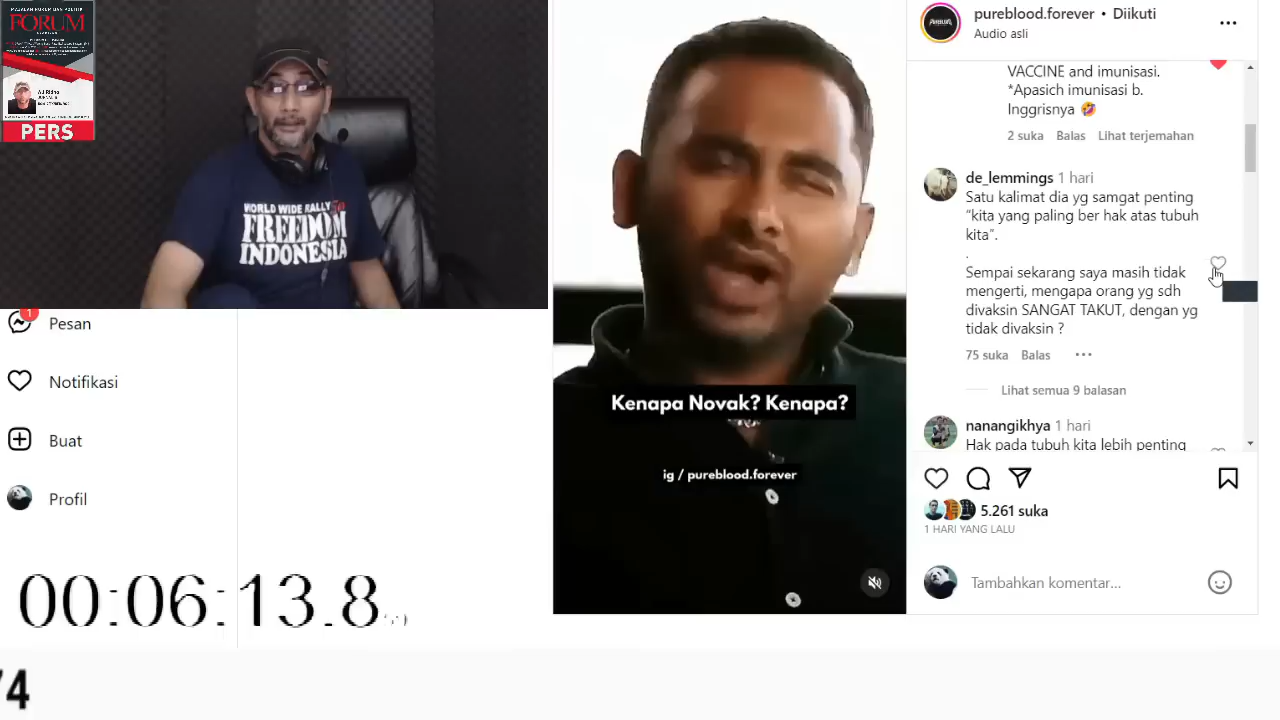 MAJALAH HUKUM DAN POLITIK
FORUM
PERS
WORLD WIDE RALLY
FREEDOM
INDONESIA
1
Pesan
Notifikasi
Buat
Profil
00:06:13.8
74
Kenapa Novak? Kenapa?
ig / pureblood.forever
pureblood.forever • Diikuti
Audio asli
VACCINE and imunisasi.
*Apasich imunisasi b.
Inggrisnya 🤣
2 suka Balas Lihat terjemahan
de_lemmings 1 hari
Satu kalimat dia yg samgat penting
“kita yang paling ber hak atas tubuh
kita”.
.
Sempai sekarang saya masih tidak
mengerti, mengapa orang yg sdh
divaksin SANGAT TAKUT, dengan yg
tidak divaksin ?
75 suka Balas ···
Lihat semua 9 balasan
nanangikhya 1 hari
Hak pada tubuh kita lebih penting
5.261 suka
1 HARI YANG LALU
Tambahkan komentar...